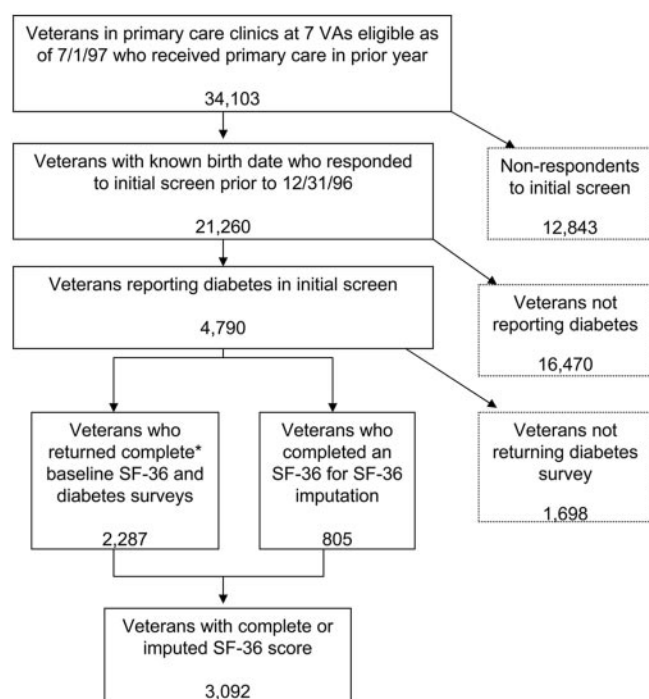 Veterans in primary care clinics at 7 VAs eligible as
of 7/1/97 who received primary care in prior year
34,103
Veterans with known birth date who responded
to initial screen prior to 12/31/96
21,260
Non-respondents
to initial screen
12,843
Veterans reporting diabetes in initial screen
4,790
Veterans not
reporting diabetes
16,470
Veterans who
returned complete*
baseline SF-36 and
diabetes surveys
2,287
Veterans who
completed an
SF-36 for SF-36
imputation
805
Veterans not
returning diabetes
survey
1,698
Veterans with complete or
imputed SF-36 score
3,092